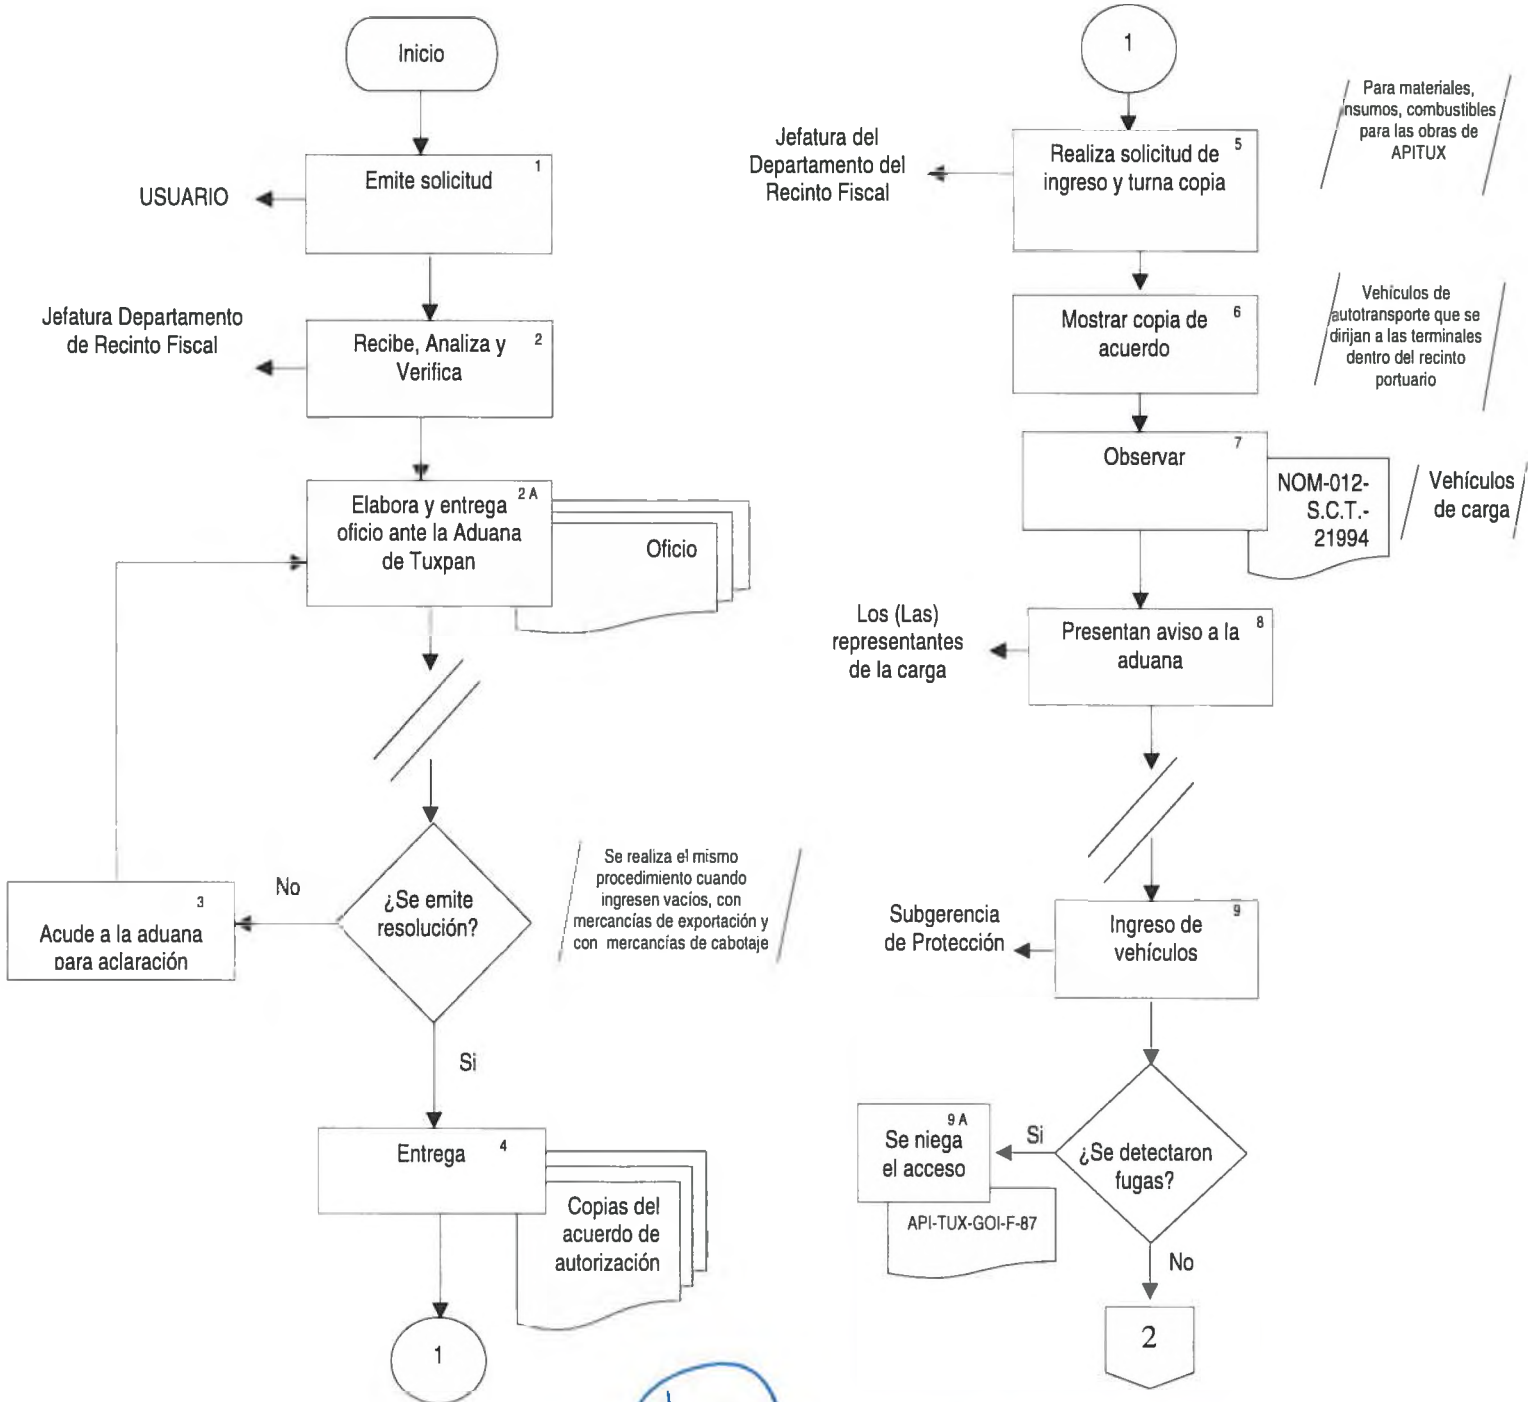 Inicio
1
Emite solicitud
USUARIO
Jefatura Departamento
de Recinto Fiscal
2
Recibe, Analiza y
Verifica
2 A
Elabora y entrega
oficio ante la Aduana
de Tuxpan
Oficio
¿Se emite
resolución?
No
3
Acude a la aduana
para aclaración
Se realiza el mismo
procedimiento cuando
ingresen vacíos, con
mercancías de exportación y
con mercancías de cabotaje
Si
4
Entrega
Copias del
acuerdo de
autorización
1
1
Jefatura del
Departamento del
Recinto Fiscal
5
Realiza solicitud de
ingreso y turna copia
Para materiales,
insumos, combustibles
para las obras de
APITUX
6
Mostrar copia de
acuerdo
Vehículos de
autotransporte que se
dirijan a las terminales
dentro del recinto
portuario
7
Observar
NOM-012-
S.C.T.-
21994
Vehículos
de carga
Los (Las)
representantes
de la carga
8
Presentan aviso a la
aduana
Subgerencia
de Protección
9
Ingreso de
vehículos
¿Se detectaron
fugas?
Si
9 A
Se niega
el acceso
API-TUX-GOI-F-87
No
2